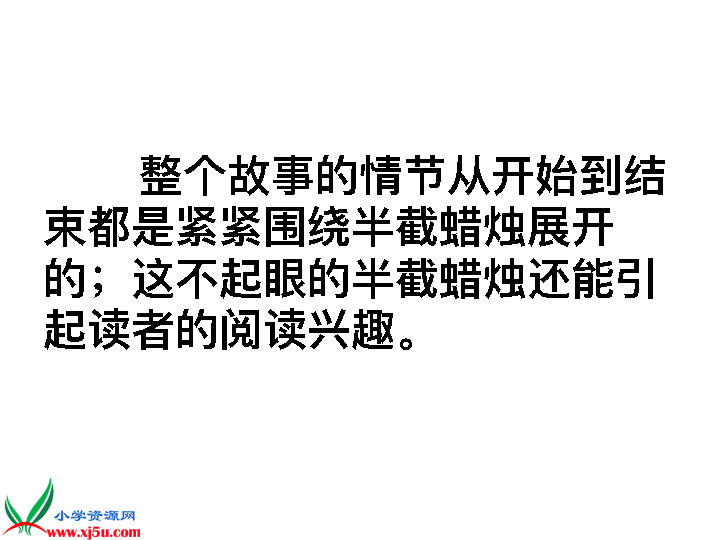 整个故事的情节从开始到结
束都是紧紧围绕半截蜡烛展开
的；这不起眼的半截蜡烛还能引
起读者的阅读兴趣。
小学资源网
www.xj5u.com